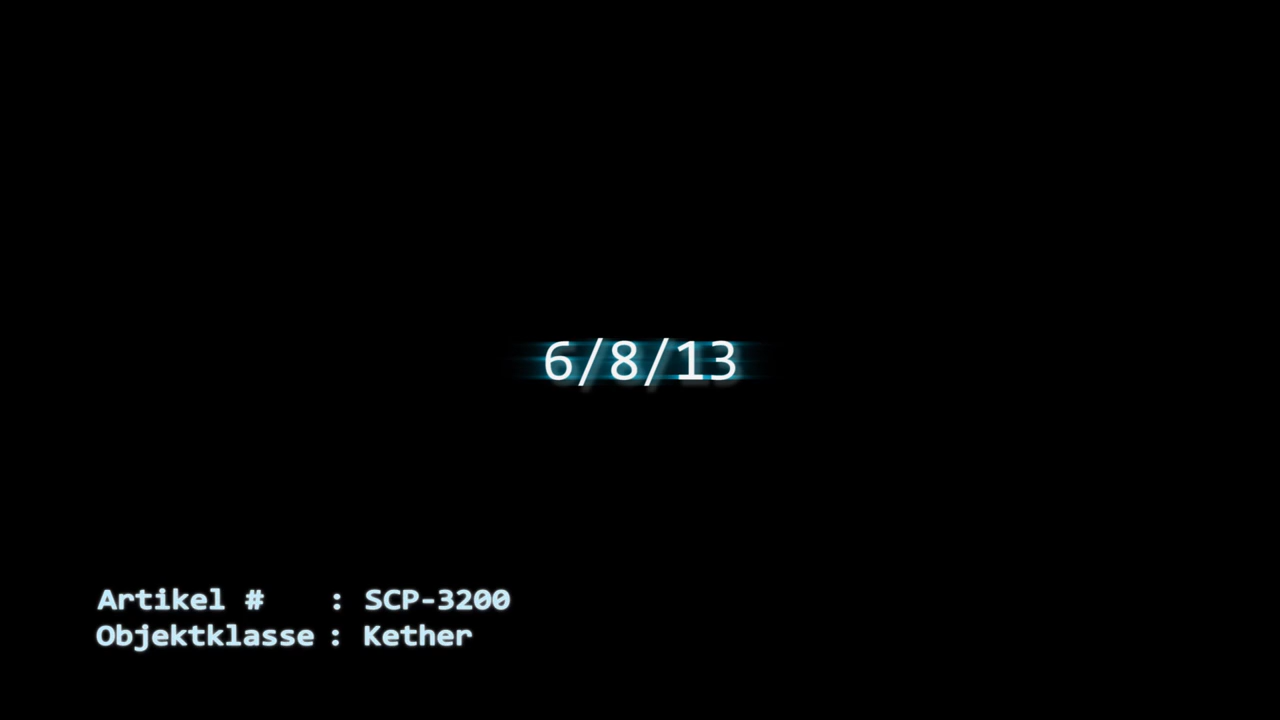 6/8/13
Artikel # : SCP-3200
Objektklasse : Kether